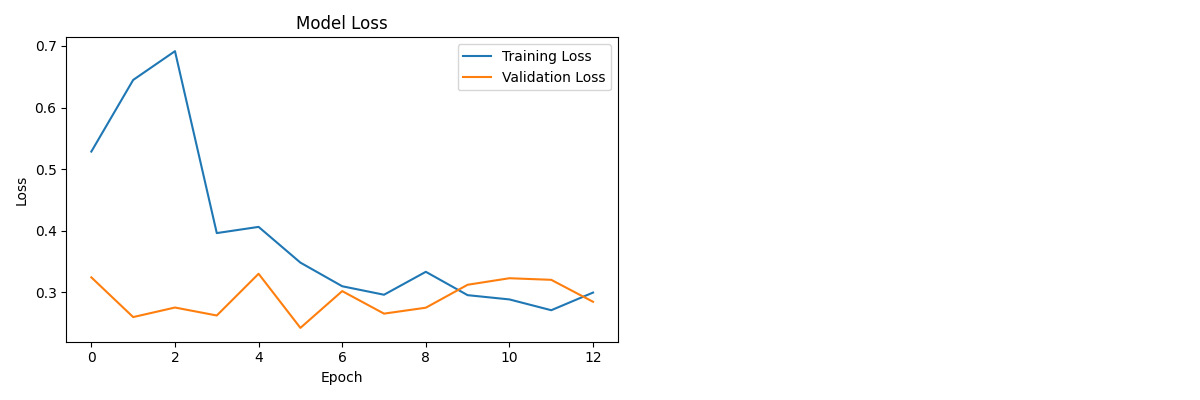 Model Loss
Training Loss
Validation Loss
0.7
0.6
0.5
0.4
0.3
Loss
0 2 4 6 8 10 12
Epoch